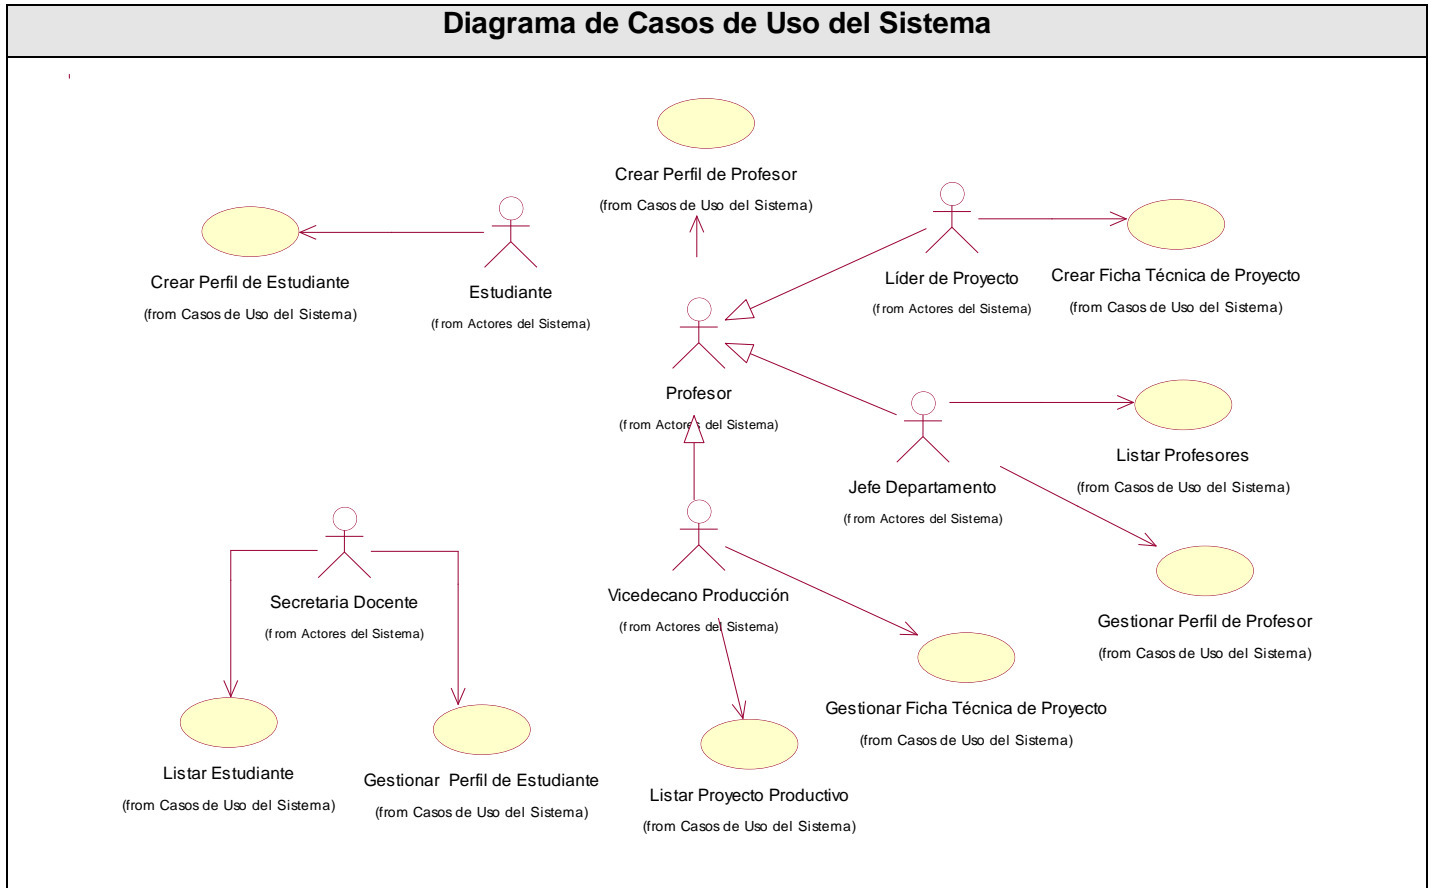 Diagrama de Casos de Uso del Sistema
Crear Perfil de Profesor
(from Casos de Uso del Sistema)
Crear Perfil de Estudiante
(from Casos de Uso del Sistema)
Estudiante
(from Actores del Sistema)
Líder de Proyecto
(from Actores del Sistema)
Crear Ficha Técnica de Proyecto
(from Casos de Uso del Sistema)
Profesor
(from Actores del Sistema)
Listar Profesores
(from Casos de Uso del Sistema)
Jefe Departamento
(from Actores del Sistema)
Secretaria Docente
(from Actores del Sistema)
Vicedecano Producción
(from Actores del Sistema)
Gestionar Perfil de Profesor
(from Casos de Uso del Sistema)
Gestionar Ficha Técnica de Proyecto
(from Casos de Uso del Sistema)
Listar Estudiante
(from Casos de Uso del Sistema)
Gestionar Perfil de Estudiante
(from Casos de Uso del Sistema)
Listar Proyecto Productivo
(from Casos de Uso del Sistema)